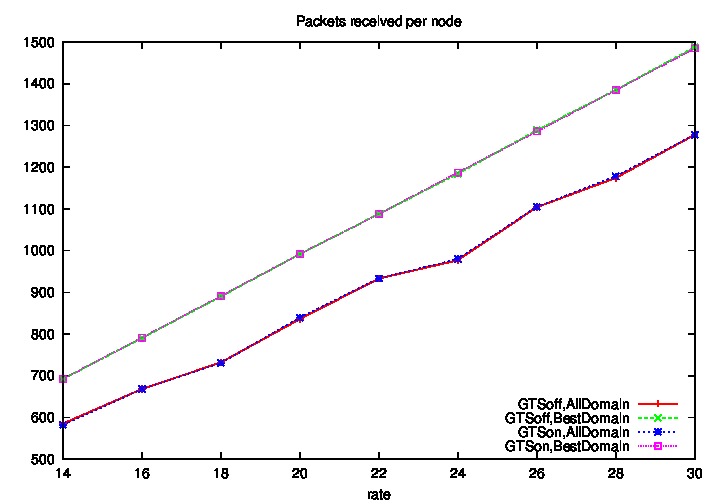 Packets received per node
1500
1400
1300
1200
1100
1000
900
800
700
600
500
GTSoff,AllDomain
GTSoff,BestDomain
GTSon,AllDomain
GTSon,BestDomain
14 16 18 20 22 24 26 28 30
rate